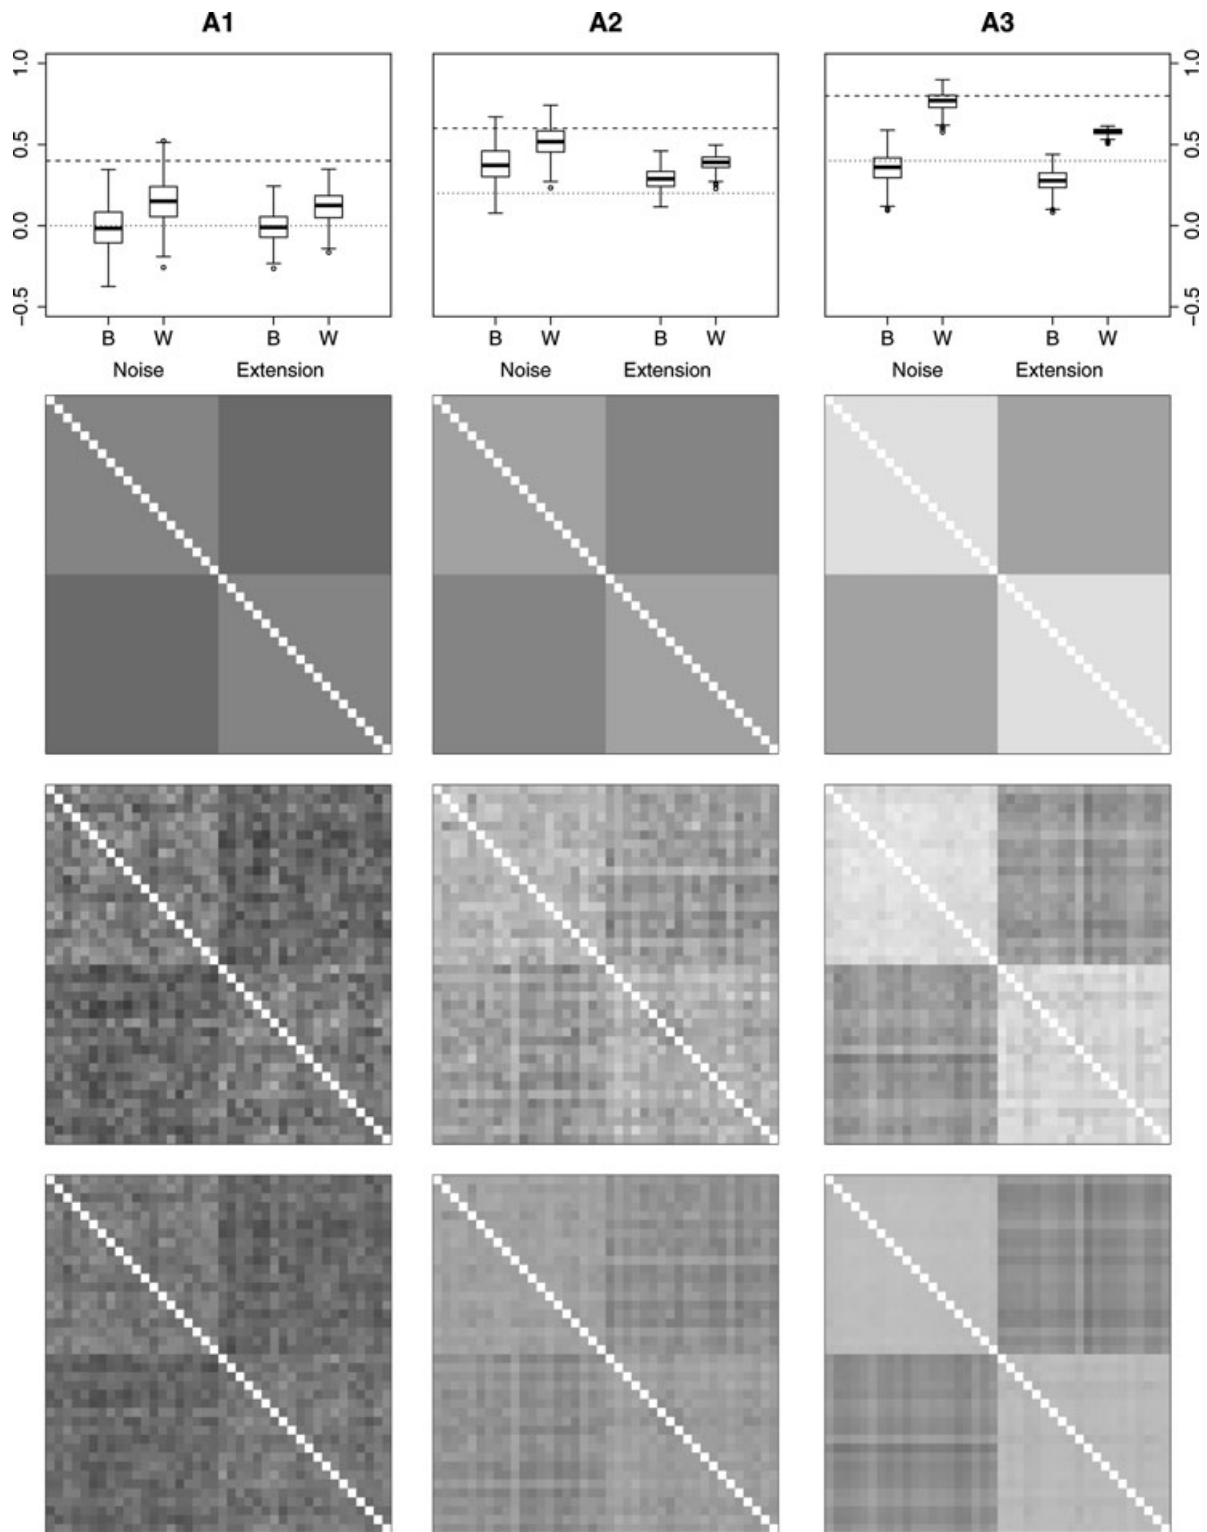 A1 A2 A3
1.0 1.0
0.5 0.5
0.0 0.0
−0.5 −0.5
B W B W B W B W B W B W
Noise Extension Noise Extension Noise Extension